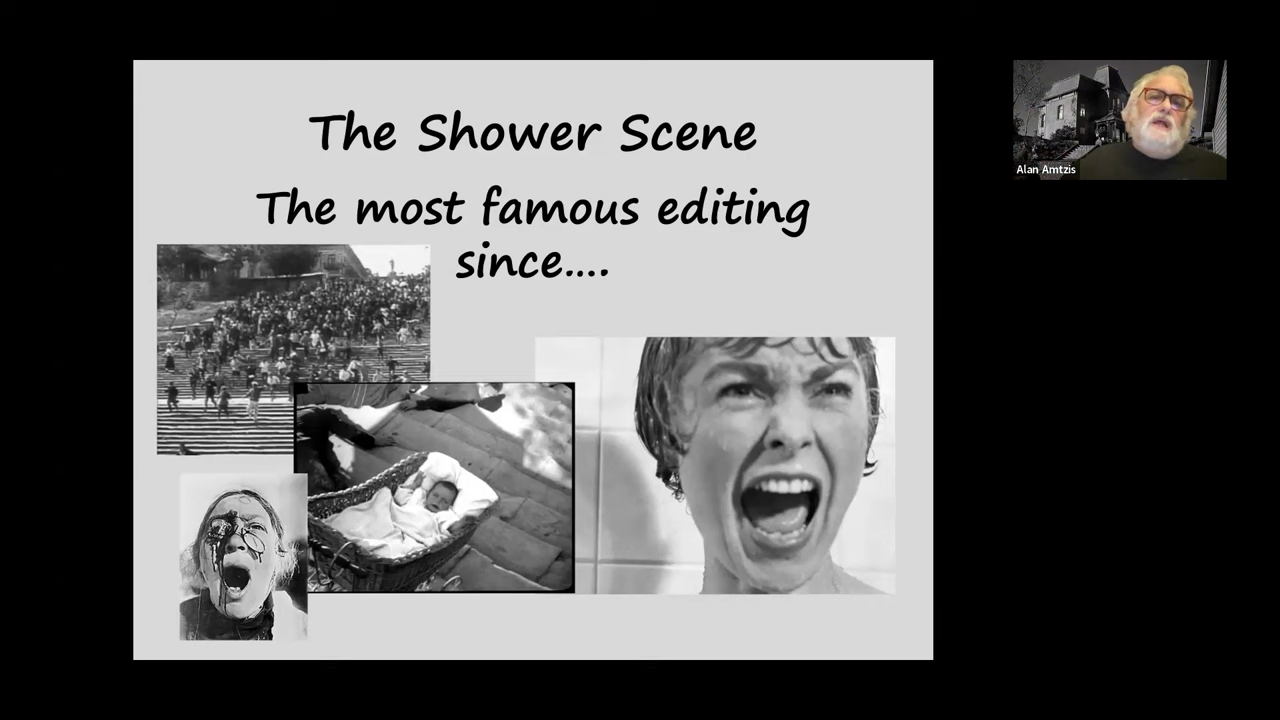 The Shower Scene
The most famous editing
since....
Alan Amtzis